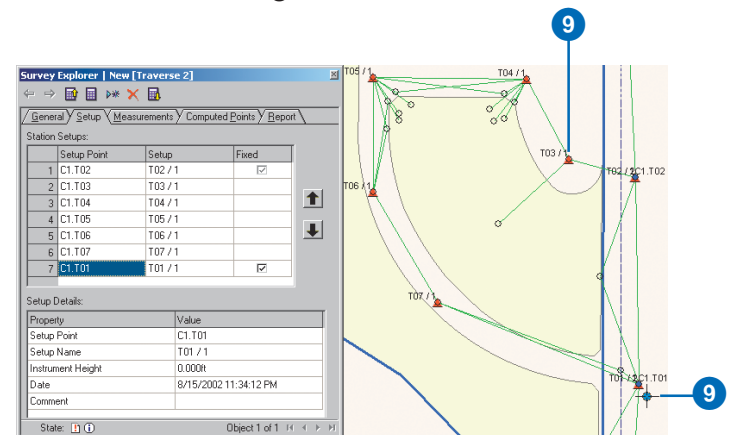 9
Survey Explorer | New [Traverse 2]
General Setup Measurements Computed Points Report
Station Setups:
Setup Point Setup Fixed
1 C1.T02 T02 / 1
2 C1.T03 T03 / 1
3 C1.T04 T04 / 1
4 C1.T05 T05 / 1
5 C1.T06 T06 / 1
6 C1.T07 T07 / 1
7 C1.T01 T01 / 1
Setup Details:
Property Value
Setup Point C1.T01
Setup Name T01 / 1
Instrument Height 0.000ft
Date 8/15/2002 11:34:12 PM
Comment
State: Object 1 of 1
T05 / 1
T04 / 1
T03 / 1
T02 / 2C1.T02
T06 / 1
T07 / 1
T01 / 2C1.T01
9